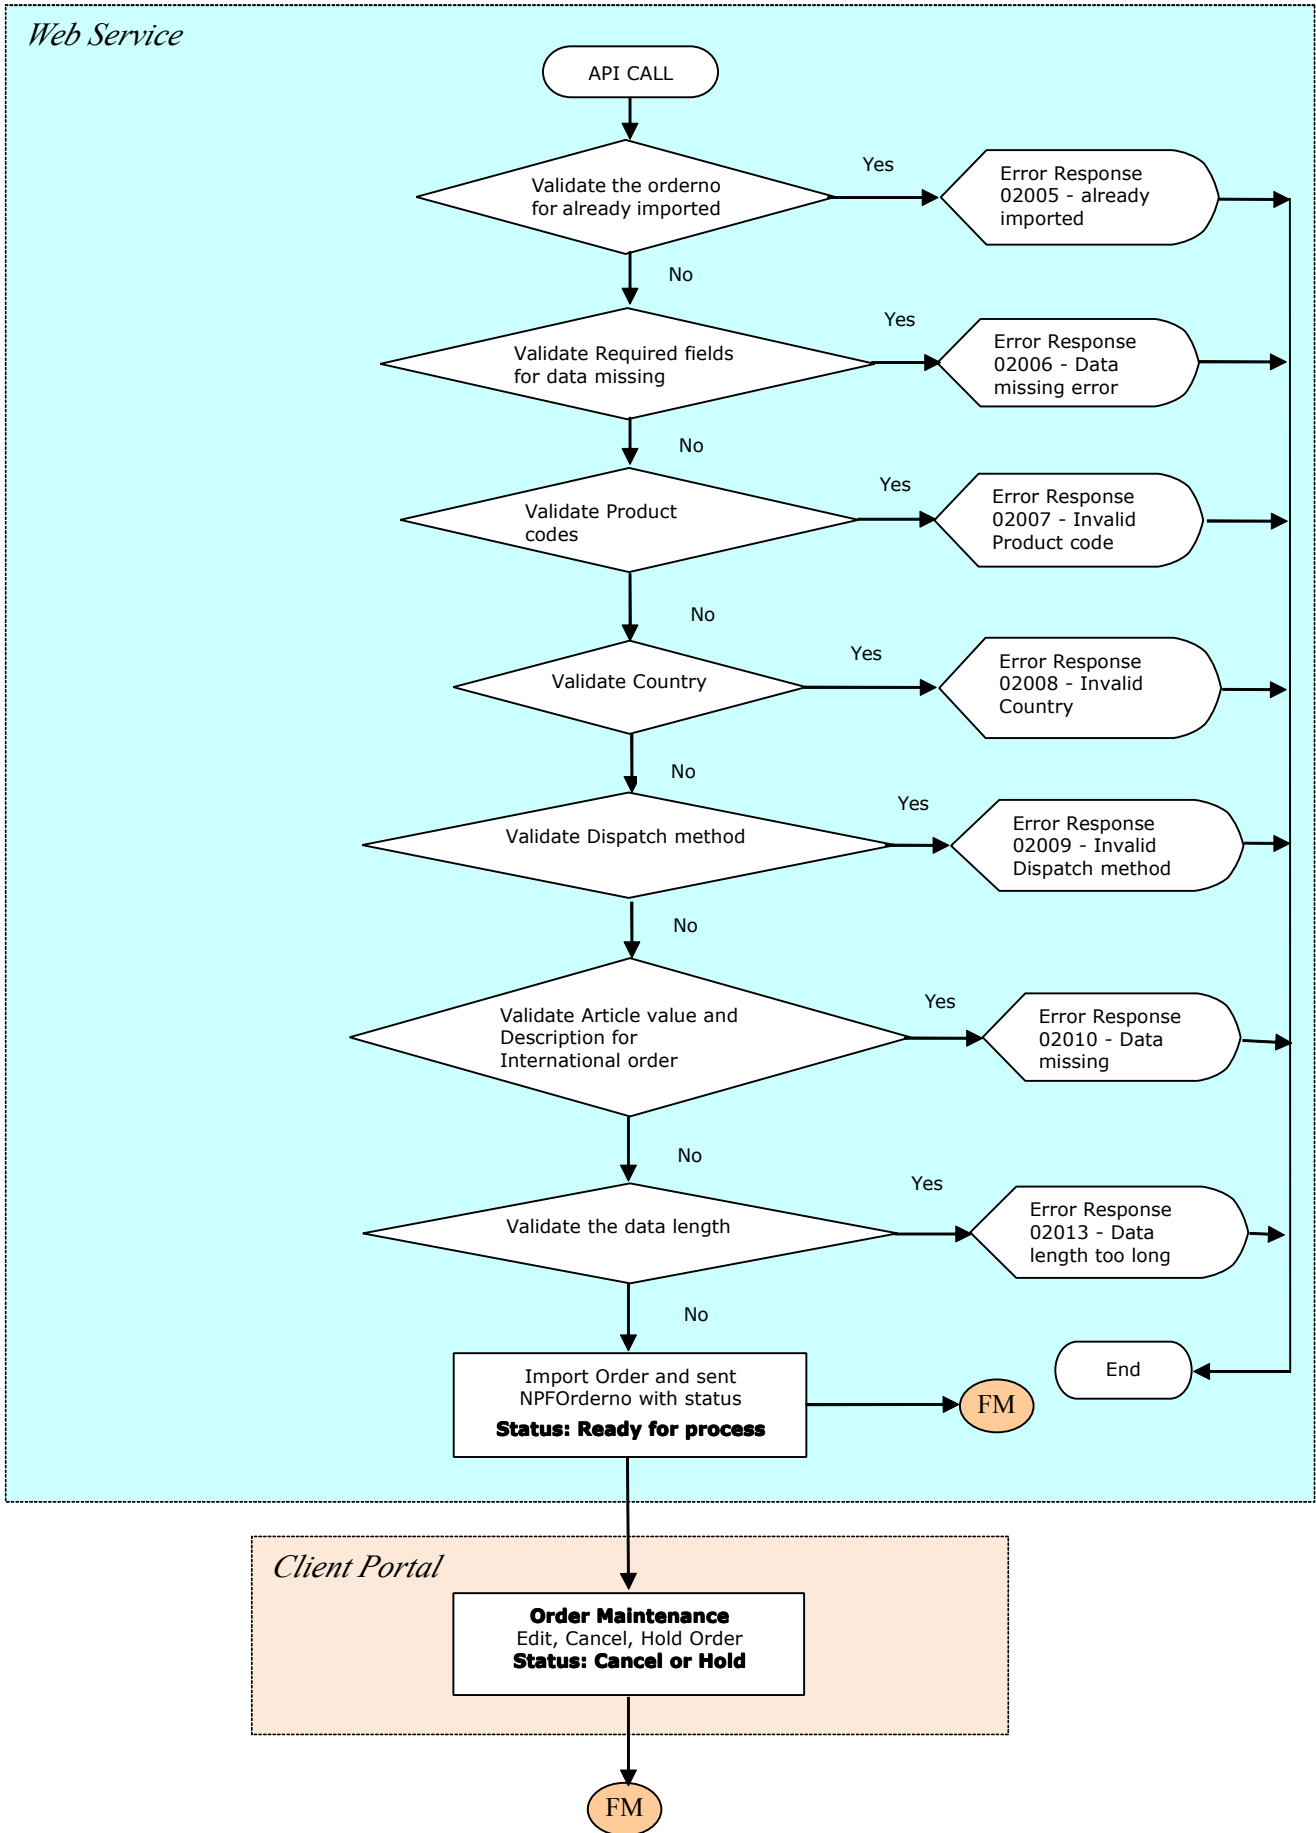 Web Service
API CALL
Validate the orderno
for already imported
Yes
Error Response
02005 - already
imported
No
Validate Required fields
for data missing
Yes
Error Response
02006 - Data
missing error
No
Validate Product
codes
Yes
Error Response
02007 - Invalid
Product code
No
Validate Country
Yes
Error Response
02008 - Invalid
Country
No
Validate Dispatch method
Yes
Error Response
02009 - Invalid
Dispatch method
No
Validate Article value and
Description for
International order
Yes
Error Response
02010 - Data
missing
No
Validate the data length
Yes
Error Response
02013 - Data
length too long
No
Import Order and sent
NPFOrderno with status
Status: Ready for process
FM
End
Client Portal
Order Maintenance
Edit, Cancel, Hold Order
Status: Cancel or Hold
FM